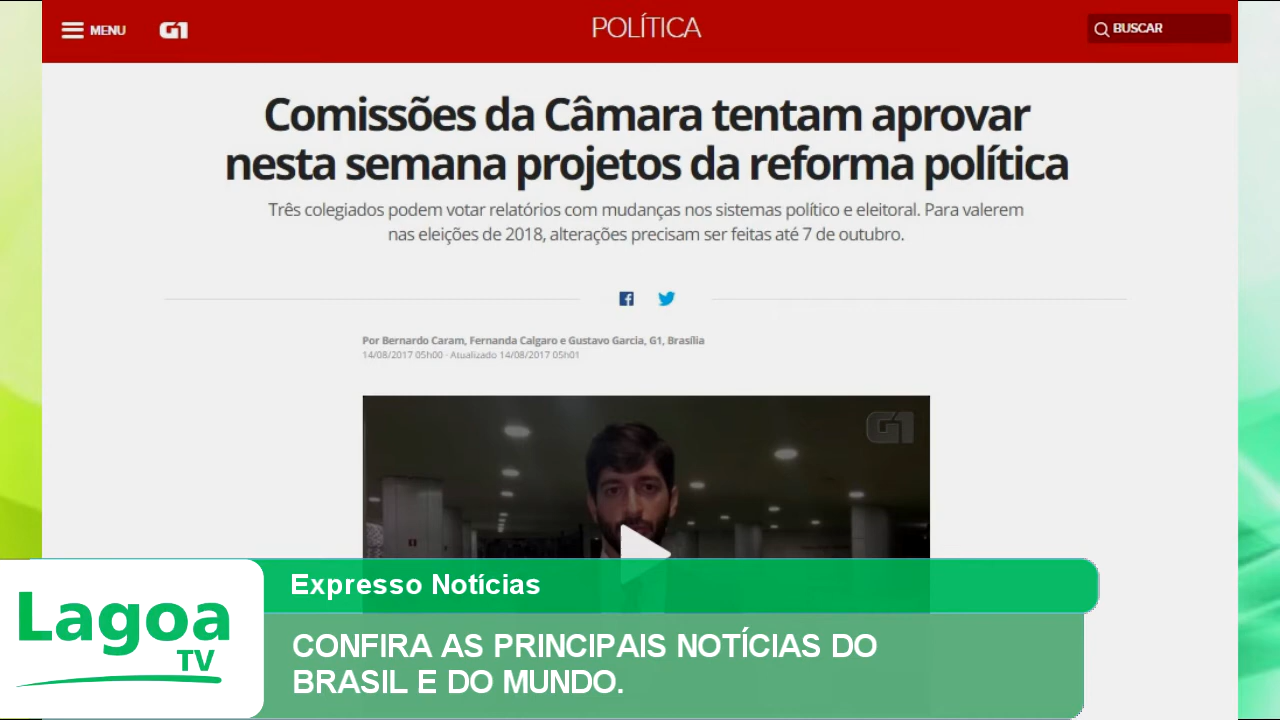 MENU
G1
POLÍTICA
BUSCAR
Comissões da Câmara tentam aprovar
nesta semana projetos da reforma política
Três colegiados podem votar relatórios com mudanças nos sistemas político e eleitoral. Para valerem
nas eleições de 2018, alterações precisam ser feitas até 7 de outubro.
Por Bernardo Caram, Fernanda Calgaro e Gustavo Garcia, G1, Brasília
14/08/2017 05h00 · Atualizado 14/08/2017 05h01
G1
Expresso Notícias
Lagoa
TV
CONFIRA AS PRINCIPAIS NOTÍCIAS DO
BRASIL E DO MUNDO.